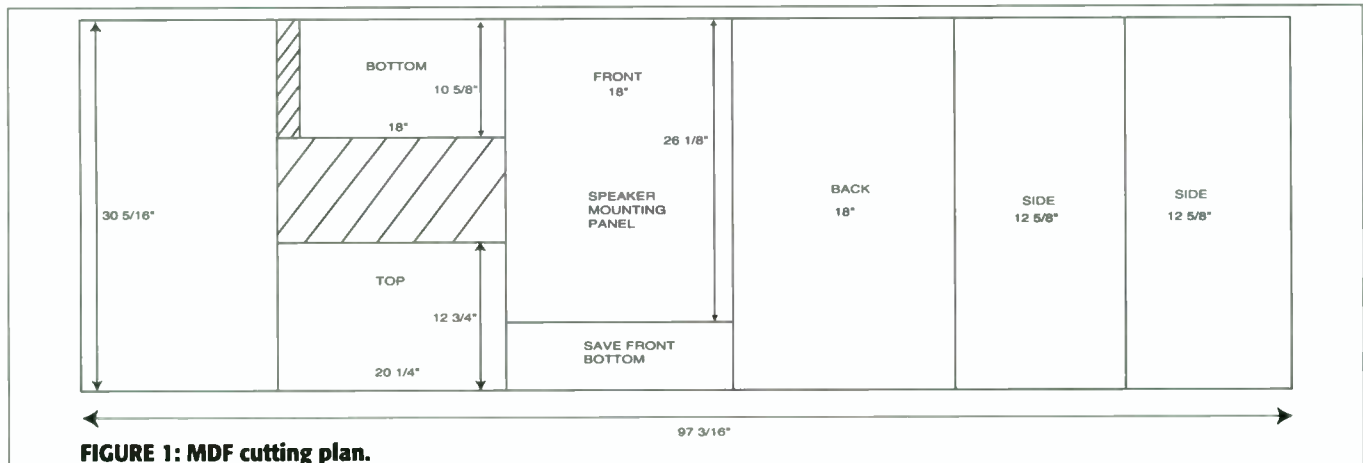 30 5/16"
BOTTOM
10 5/8"
18"
TOP
12 3/4"
20 1/4"
FRONT
18"
26 1/8"
SPEAKER
MOUNTING
PANEL
SAVE FRONT
BOTTOM
BACK
18"
SIDE
12 5/8"
SIDE
12 5/8"
97 3/16"
FIGURE 1: MDF cutting plan.